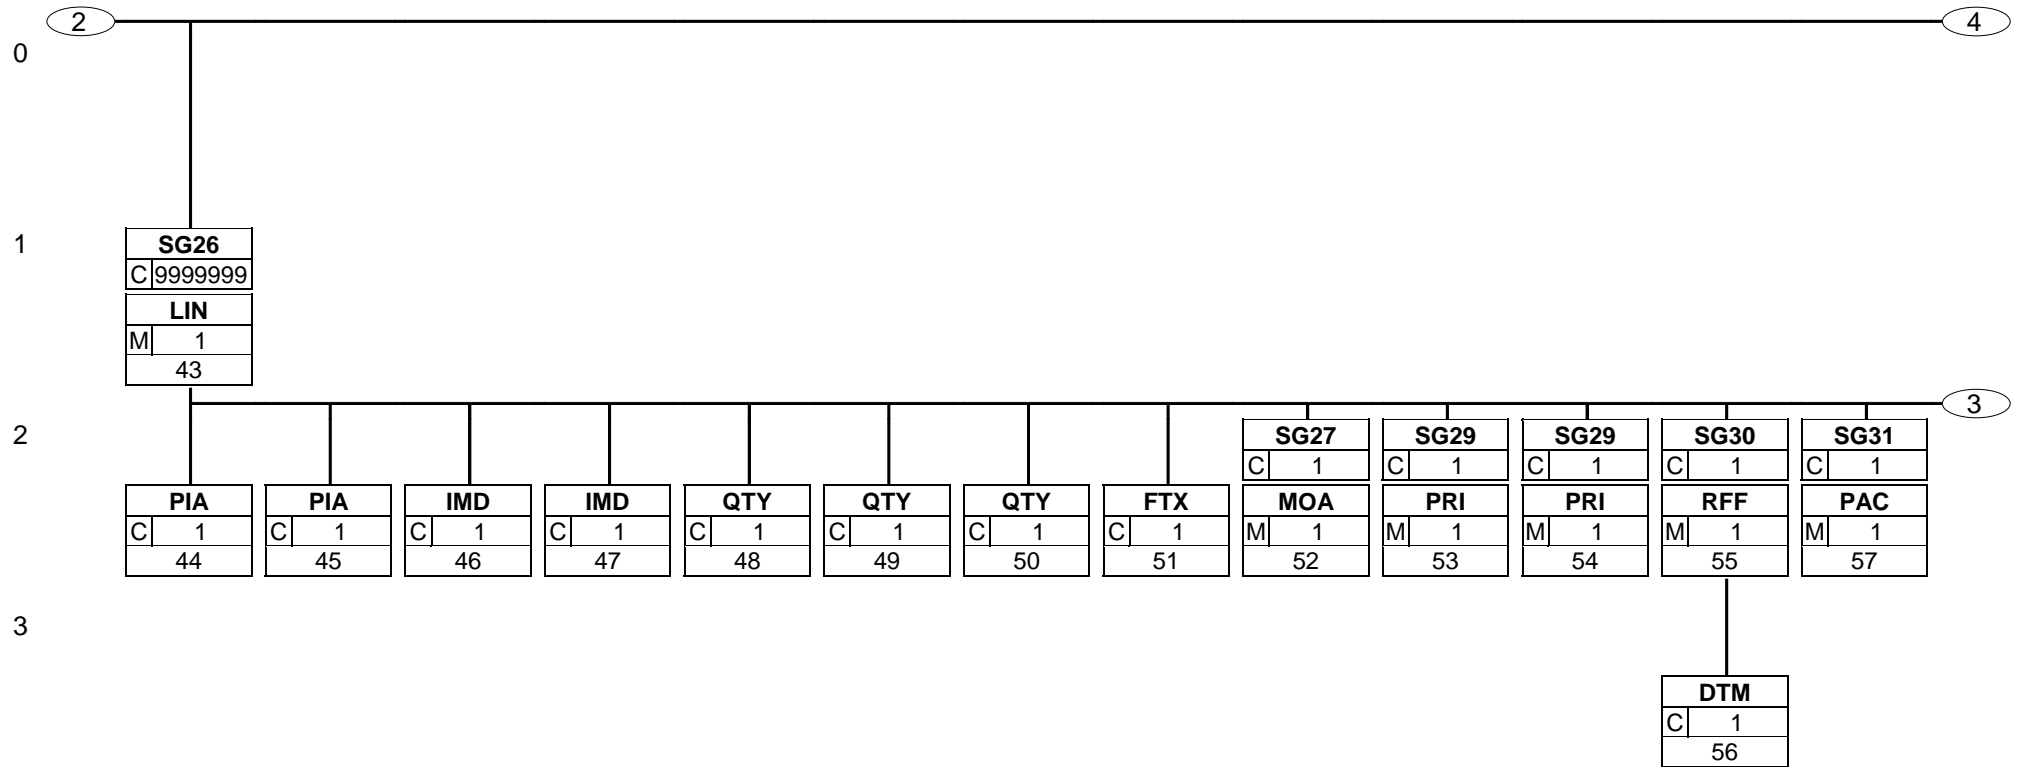 2 4
0
1
SG26
C 9999999
LIN
M 1
43
3
2
SG27 SG29 SG29 SG30 SG31
C 1 C 1 C 1 C 1 C 1
PIA PIA IMD IMD QTY QTY QTY FTX MOA PRI PRI RFF PAC
C 1 C 1 C 1 C 1 C 1 C 1 C 1 C 1 M 1 M 1 M 1 M 1 M 1
44 45 46 47 48 49 50 51 52 53 54 55 57
3
DTM
C 1
56